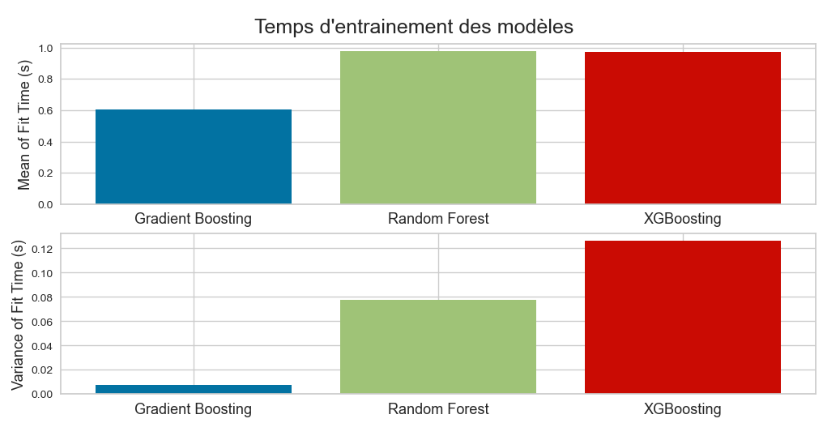 Temps d'entrainement des modèles
Mean of Fit Time (s)
1.0
0.8
0.6
0.4
0.2
0.0
Gradient Boosting
Random Forest
XGBoosting
Variance of Fit Time (s)
0.12
0.10
0.08
0.06
0.04
0.02
0.00
Gradient Boosting
Random Forest
XGBoosting